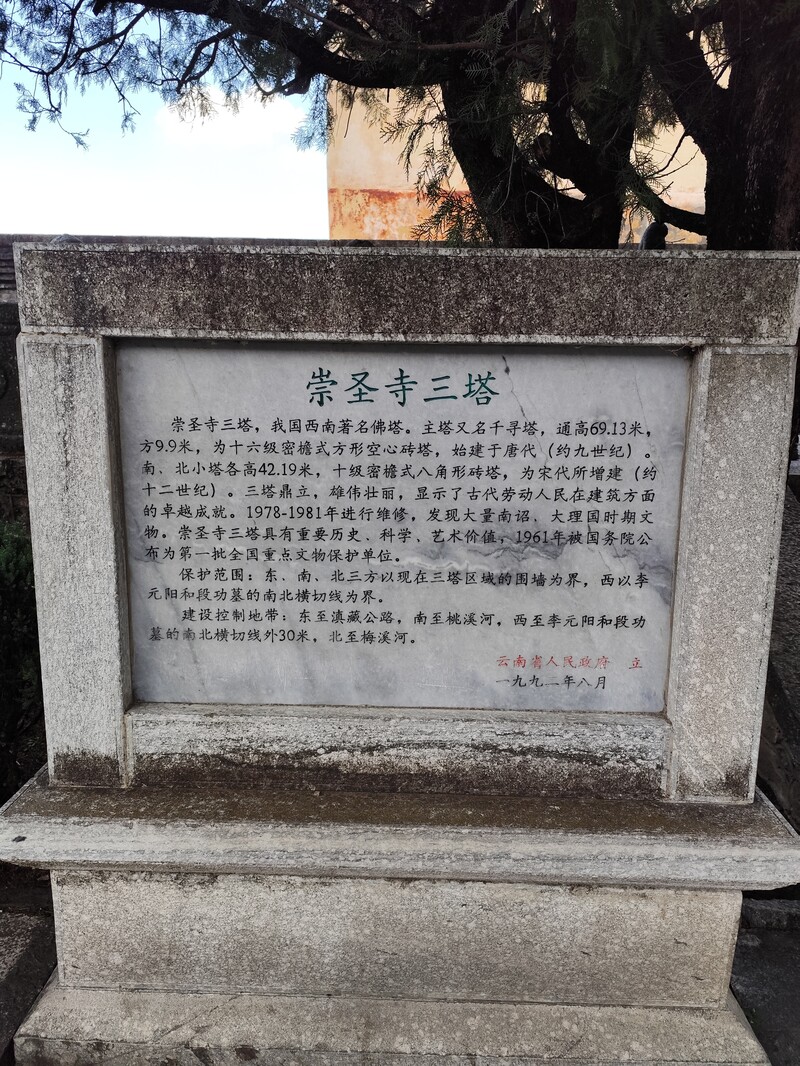 崇圣寺三塔
崇圣寺三塔，我国西南著名佛塔。主塔又名千寻塔，通高69.13米，
方9.9米，为十六级密檐式方形空心砖塔，始建于唐代（约九世纪）。
南、北小塔各高42.19米，十级密檐式八角形砖塔，为宋代所增建（约
十二世纪）。三塔鼎立，雄伟壮丽，显示了古代劳动人民在建筑方面
的卓越成就。1978-1981年进行维修，发现大量南诏、大理国时期文
物。崇圣寺三塔具有重要历史、科学、艺术价值，1961年被国务院公
布为第一批全国重点文物保护单位。
保护范围：东、南、北三方以现在三塔区域的围墙为界，西以李
元阳和段功墓的南北横切线为界。
建设控制地带：东至滇藏公路，南至桃溪河，西至李元阳和段功
墓的南北横切线外30米，北至梅溪河。
云南省人民政府 立
一九九二年八月